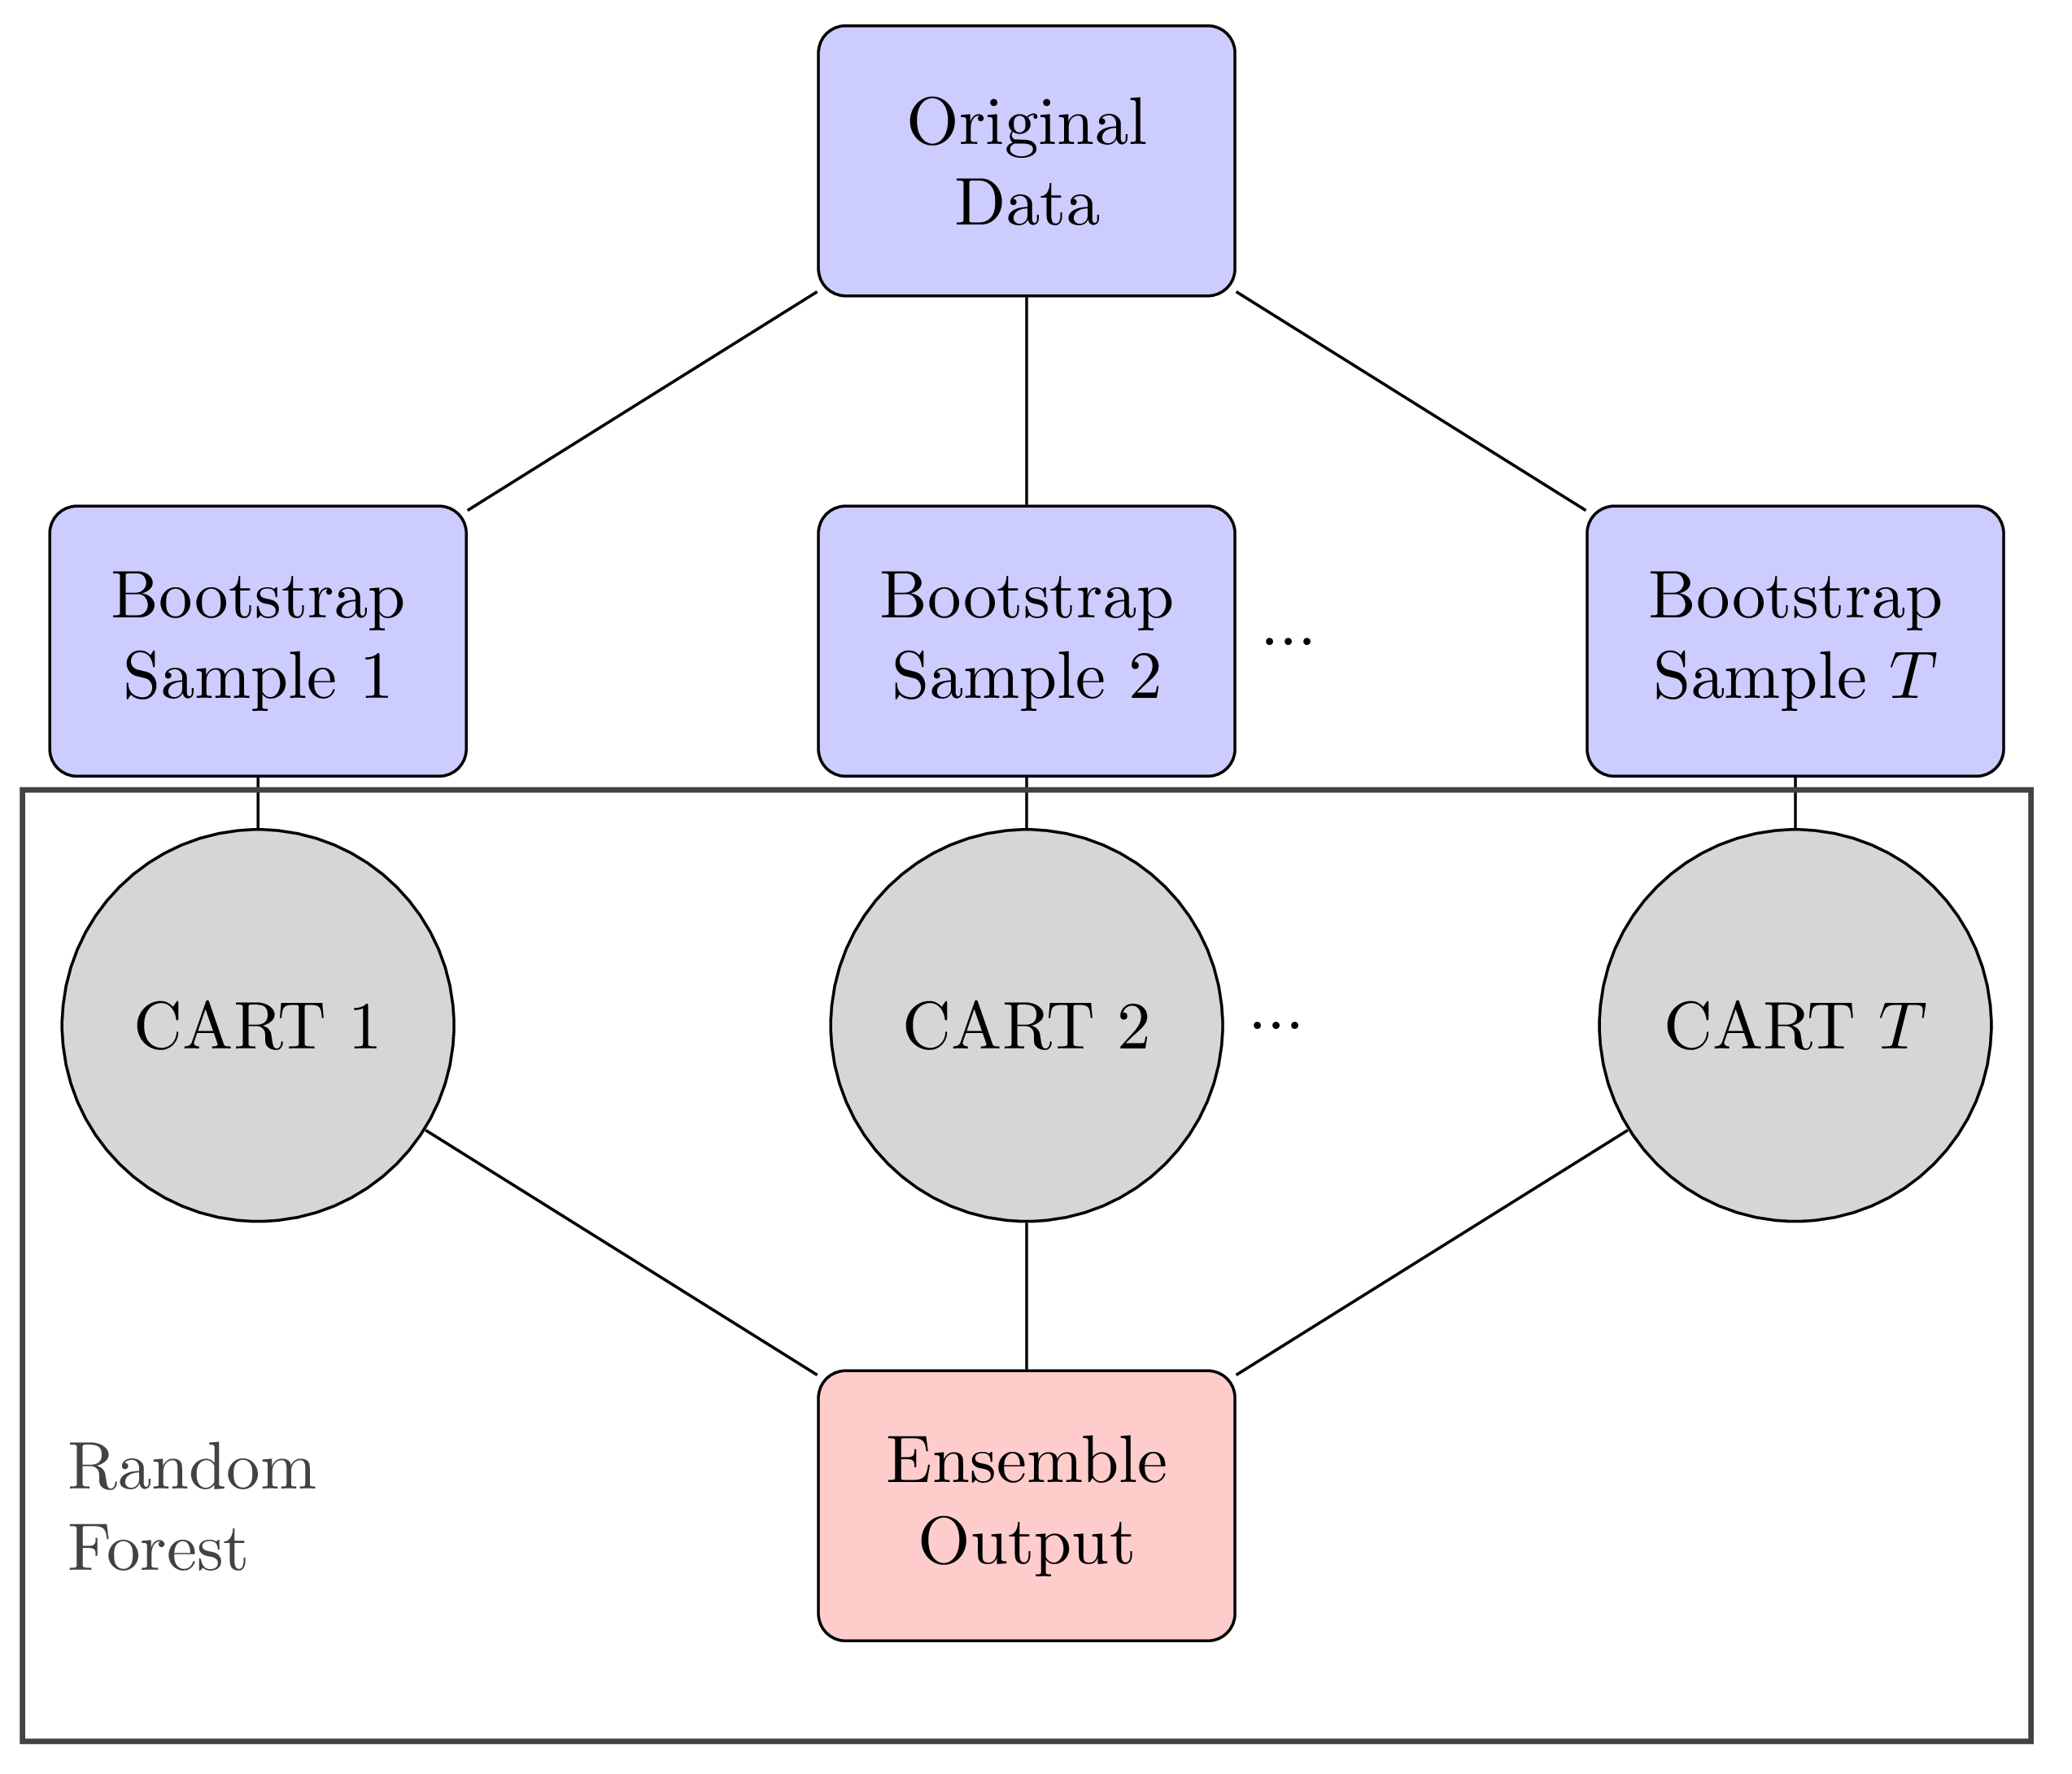 Original
Data
Bootstrap
Sample 1
Bootstrap
Sample 2
...
Bootstrap
Sample T
CART 1
CART 2
...
CART T
Random
Forest
Ensemble
Output